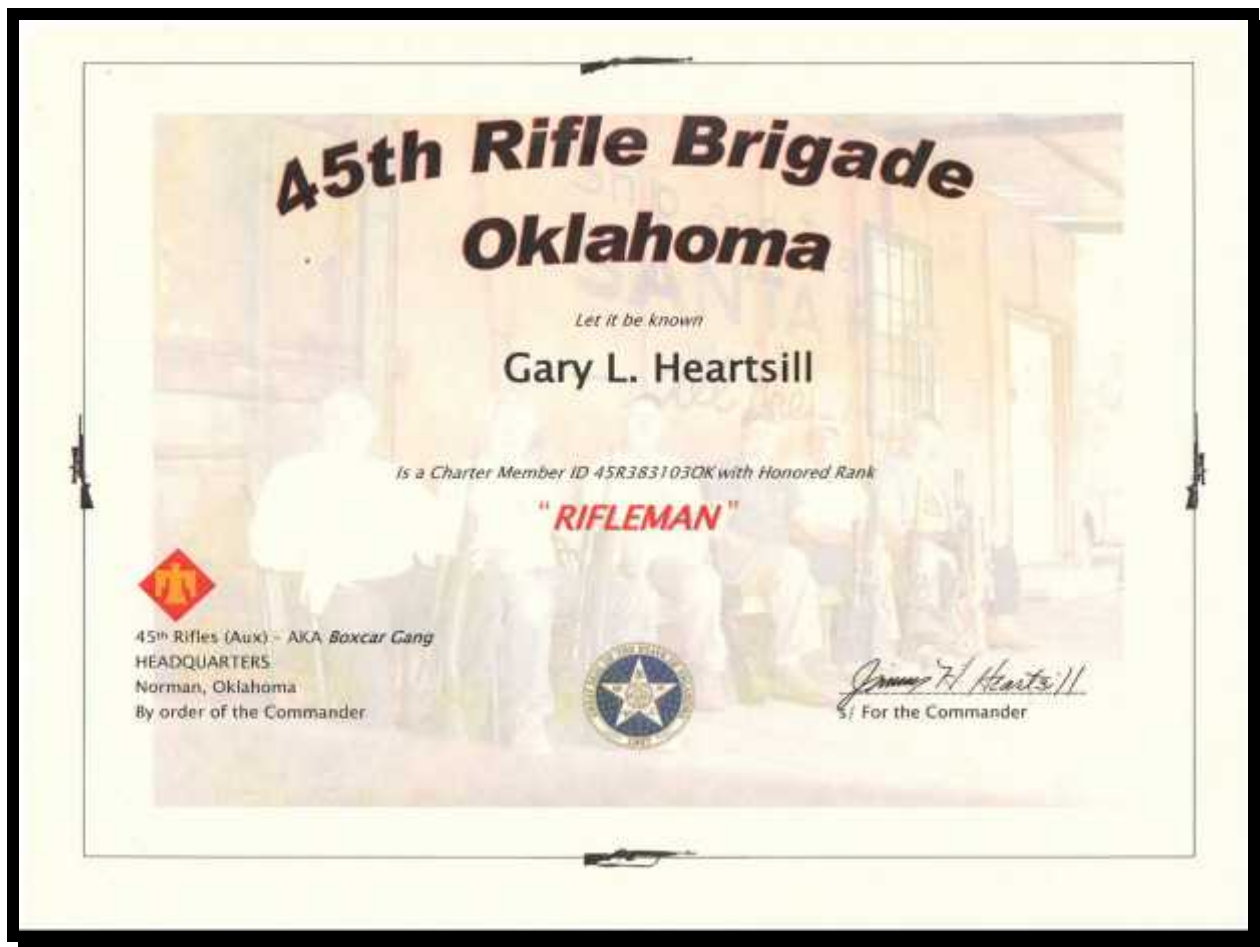 45th Rifle Brigade
Oklahoma
Let it be known
Gary L. Heartsill
Is a Charter Member ID 45R383103OK with Honored Rank
"RIFLEMAN"
45th Rifles (Aux) - AKA Boxcar Gang
HEADQUARTERS
Norman, Oklahoma
By order of the Commander
Jimmy H Heartsill
S/ For the Commander
1907